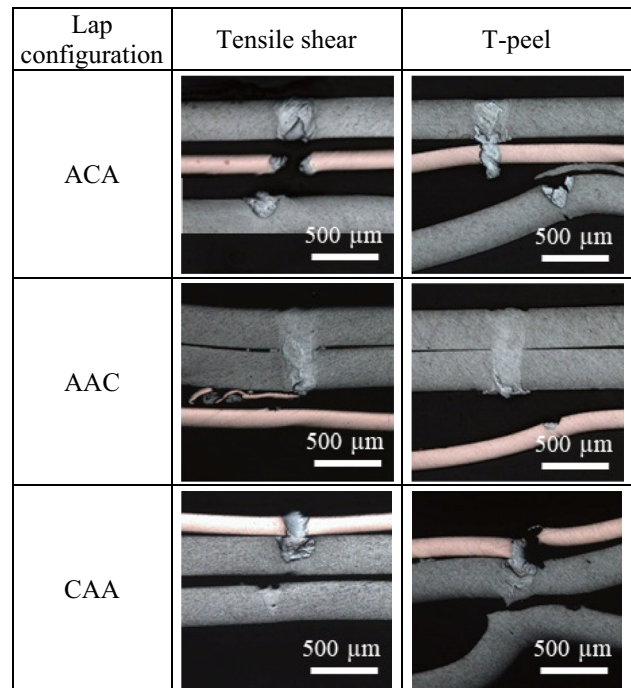 Lap
configuration
Tensile shear
T-peel
ACA
500 µm
500 µm
AAC
500 µm
500 µm
CAA
500 µm
500 µm